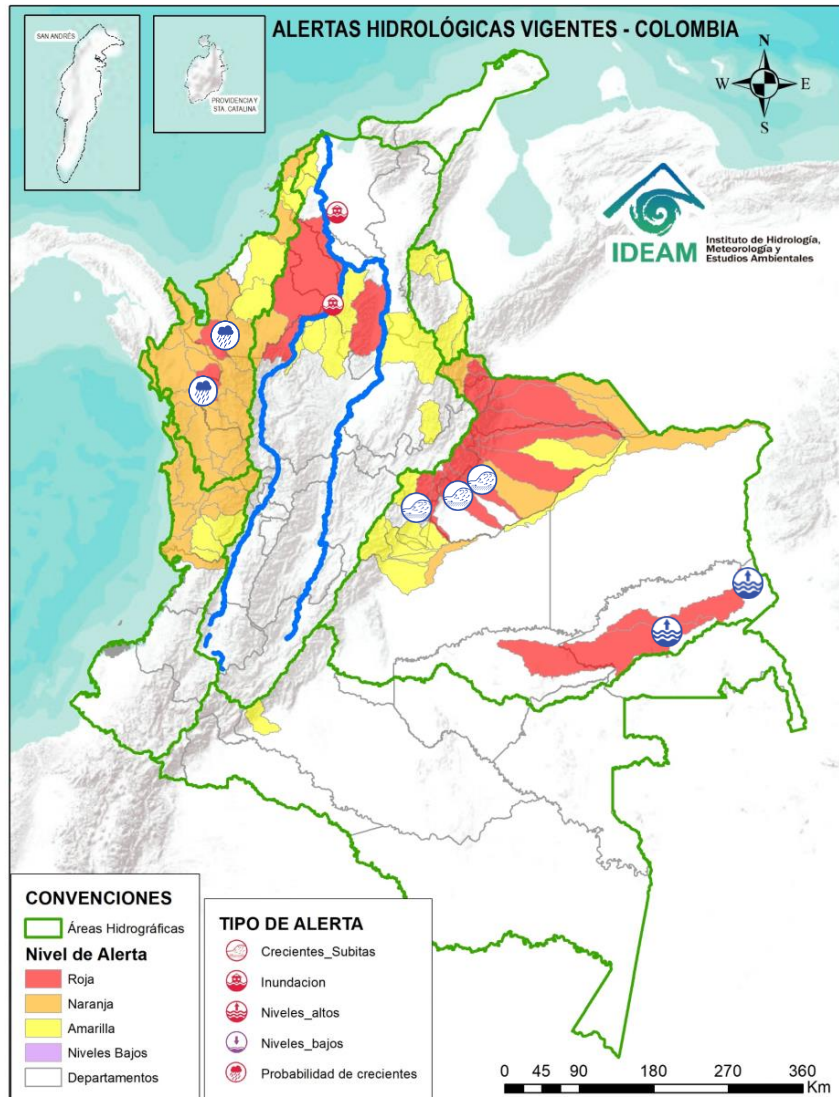 ALERTAS HIDROLÓGICAS VIGENTES - COLOMBIA
SAN ANDRÉS
PROVIDENCIA Y
STA. CATALINA
N
W
E
S
IDEAM
Instituto de Hidrología,
Meteorología y
Estudios Ambientales
CONVENCIONES
Áreas Hidrográficas
Nivel de Alerta
Roja
Naranja
Amarilla
Niveles Bajos
Departamentos
TIPO DE ALERTA
Crecientes_Subitas
Inundacion
Niveles_altos
Niveles_bajos
Probabilidad de crecientes
0 45 90 180 270 360
Km